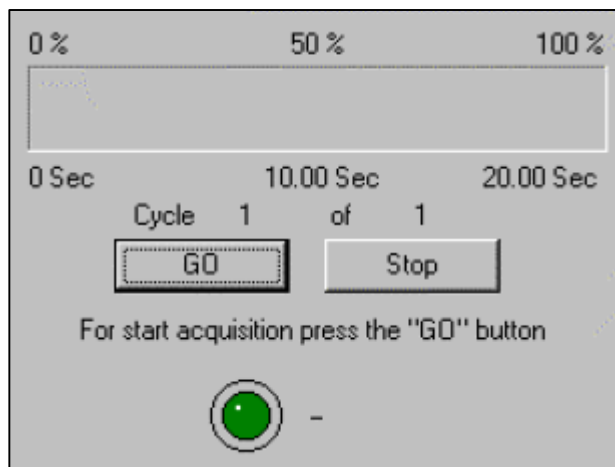 0 % 50 % 100 %
0 Sec 10.00 Sec 20.00 Sec
Cycle 1 of 1
GO Stop
For start acquisition press the "GO" button
-